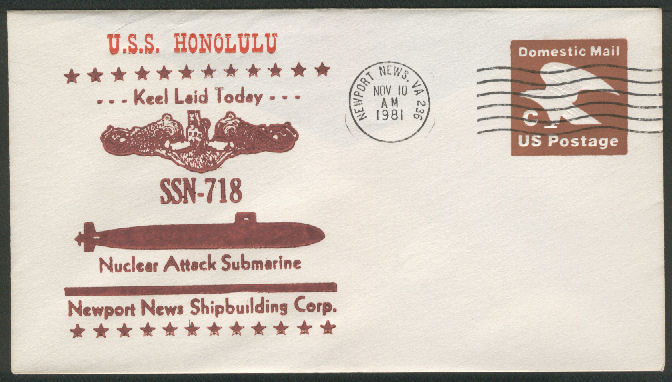 U.S.S. HONOLULU
--- Keel Laid Today ---
SSN-718
Nuclear Attack Submarine
Newport News Shipbuilding Corp.
NEWPORT NEWS, VA 236
NOV 10
AM
1981
Domestic Mail
C
US Postage